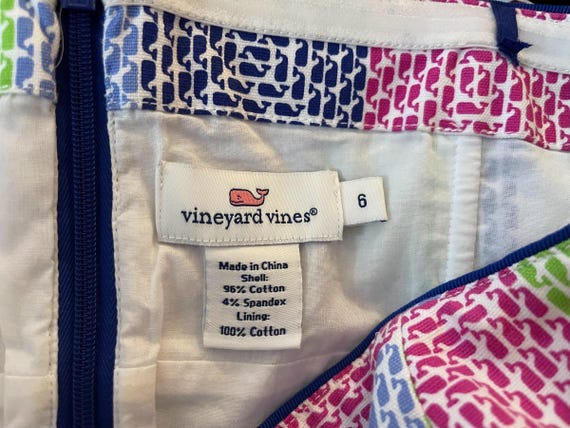 vineyard vines®
6
Made in China
Shell:
96% Cotton
4% Spandex
Lining:
100% Cotton